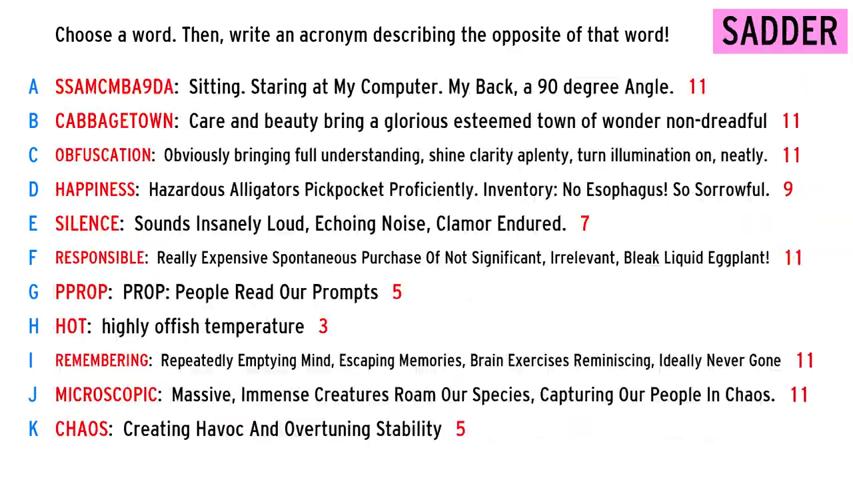 Choose a word. Then, write an acronym describing the opposite of that word!
SADDER
A SSAMCMBA9DA: Sitting. Staring at My Computer. My Back, a 90 degree Angle. 11
B CABBAGETOWN: Care and beauty bring a glorious esteemed town of wonder non-dreadful 11
C OBFUSCATION: Obviously bringing full understanding, shine clarity aplenty, turn illumination on, neatly. 11
D HAPPINESS: Hazardous Alligators Pickpocket Proficiently. Inventory: No Esophagus! So Sorrowful. 9
E SILENCE: Sounds Insanely Loud, Echoing Noise, Clamor Endured. 7
F RESPONSIBLE: Really Expensive Spontaneous Purchase Of Not Significant, Irrelevant, Bleak Liquid Eggplant! 11
G PPROP: PROP: People Read Our Prompts 5
H HOT: highly offish temperature 3
I REMEMBERING: Repeatedly Emptying Mind, Escaping Memories, Brain Exercises Reminiscing, Ideally Never Gone 11
J MICROSCOPIC: Massive, Immense Creatures Roam Our Species, Capturing Our People In Chaos. 11
K CHAOS: Creating Havoc And Overtuning Stability 5